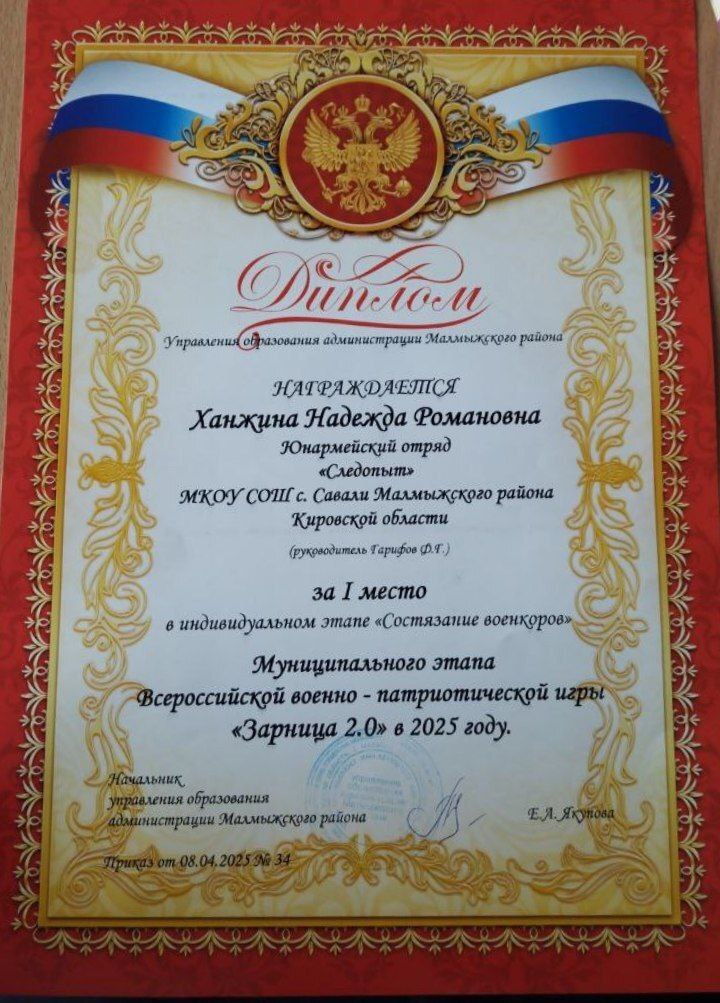 Диплом
Управления образования администрации Малмыжского района
НАГРАЖДАЕТСЯ
Ханжина Надежда Романовна
Юнармейский отряд
«Следопыт»
МКОУ СОШ с. Савали Малмыжского района
Кировской области
(руководитель Гарифов Ф.Г.)
за I место
в индивидуальном этапе «Состязание военкоров»
Муниципального этапа
Всероссийской военно - патриотической игры
«Зарница 2.0» в 2025 году.
Начальник
управления образования
администрации Малмыжского района
Е.А. Якупова
Приказ от 08.04.2025 № 34
Управление
образования